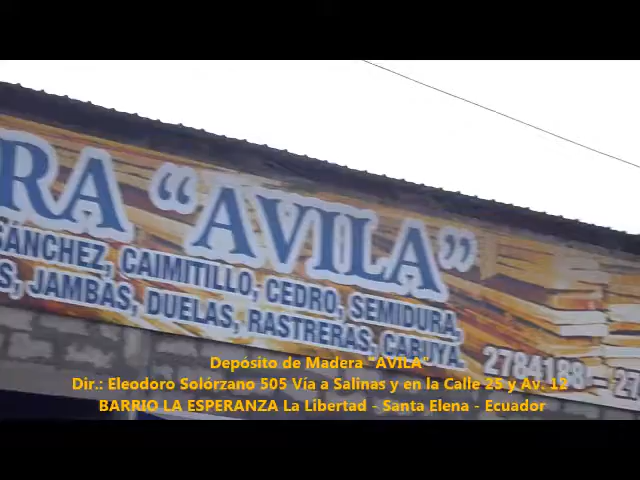 RA "AVILA"
SÁNCHEZ, CAIMITILLO, CEDRO, SEMIDURA,
JAMBAS, DUELAS, RASTRERAS, CABUYA.
2784188 - 27
Depósito de Madera "AVILA"
Dir.: Eleodoro Solórzano 505 Vía a Salinas y en la Calle 25 y Av. 12
BARRIO LA ESPERANZA La Libertad - Santa Elena - Ecuador